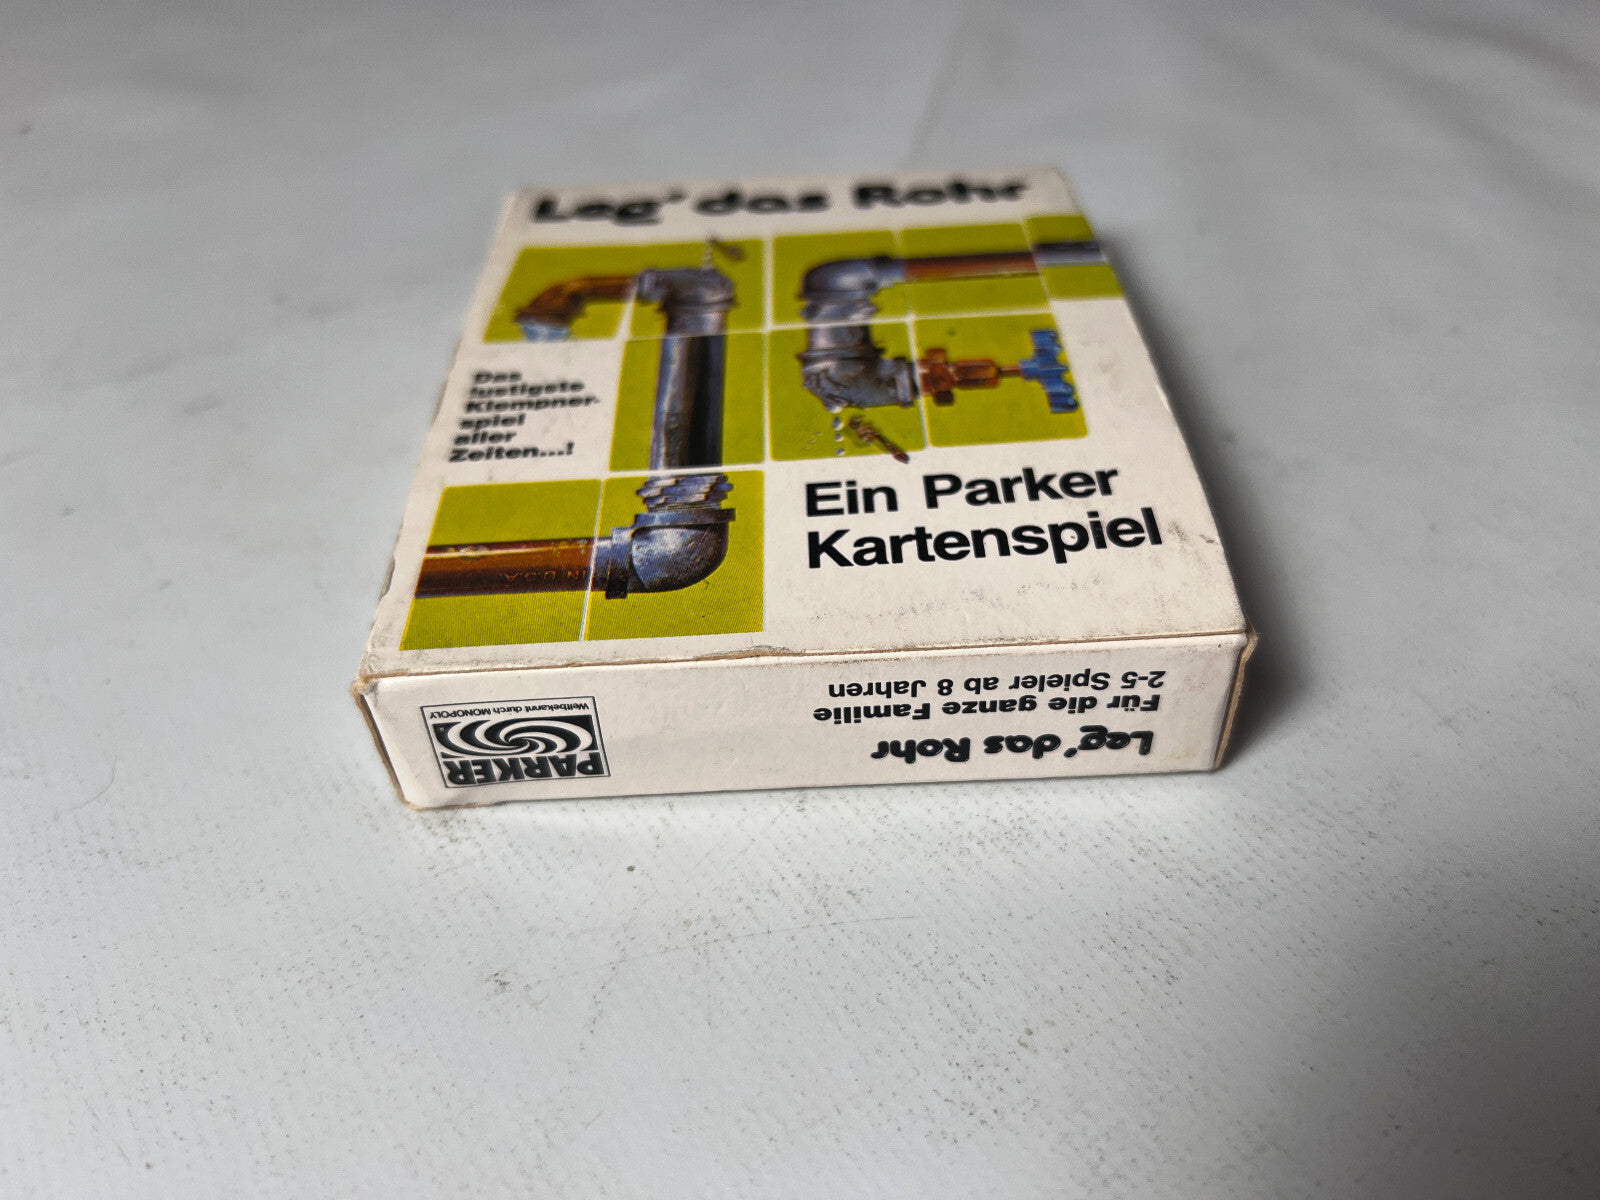 Leg' das Rohr
Das
lustigste
Klempner-
spiel
aller
Zeiten...!
Ein Parker
Kartenspiel
IN U.S.A.
Leg' das Rohr
Für die ganze Familie
2-5 Spieler ab 8 Jahren
PARKER
Weltbekannt durch MONOPOLY